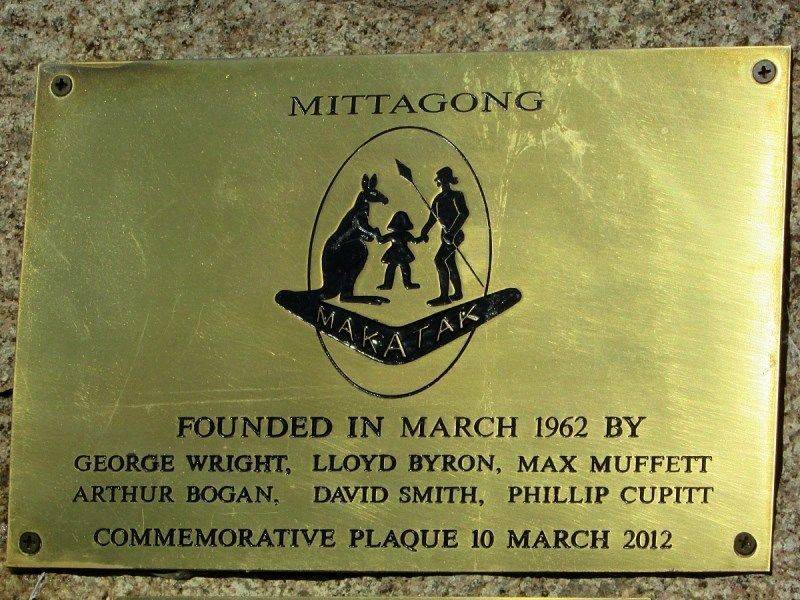 MITTAGONG
MAKATAK
FOUNDED IN MARCH 1962 BY
GEORGE WRIGHT, LLOYD BYRON, MAX MUFFETT
ARTHUR BOGAN, DAVID SMITH, PHILLIP CUPITT
COMMEMORATIVE PLAQUE 10 MARCH 2012